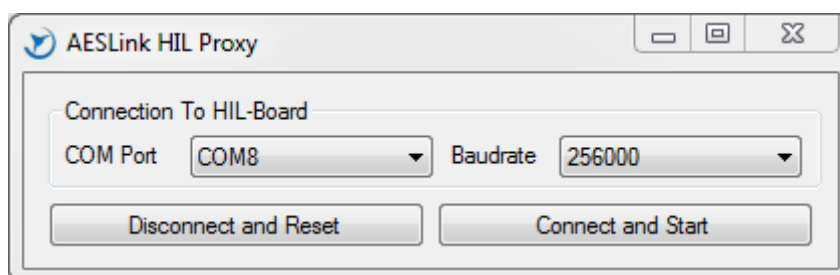 AESLink HIL Proxy
Connection To HIL-Board
COM Port COM8 Baudrate 256000
Disconnect and Reset Connect and Start